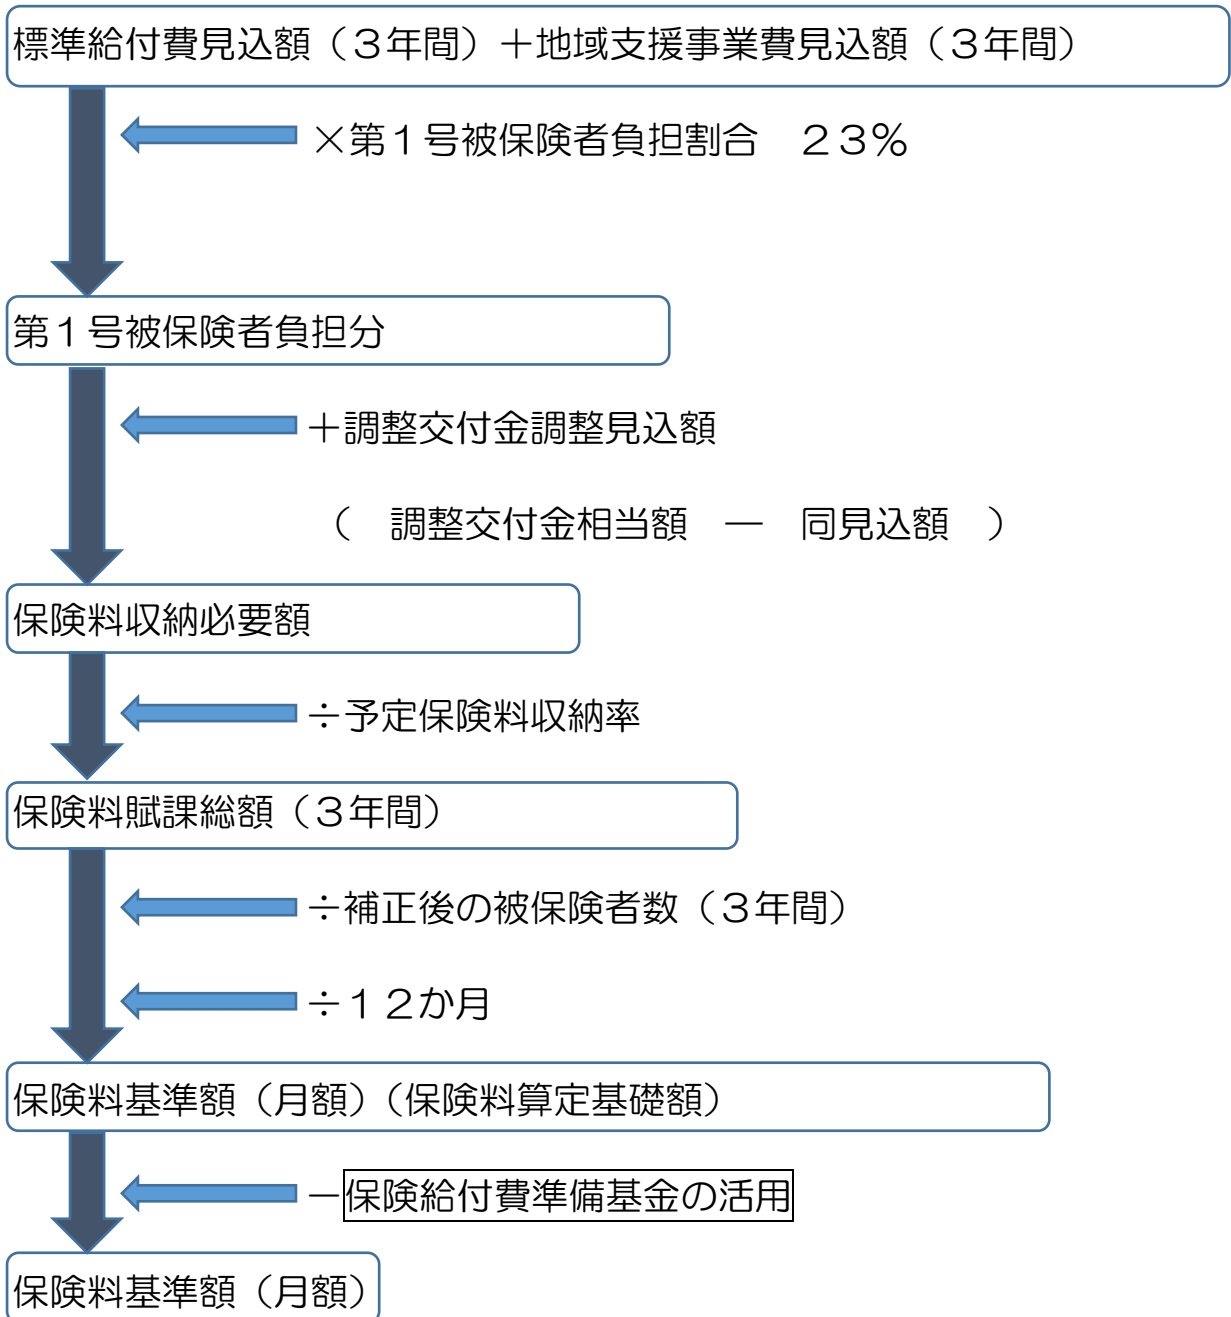 標準給付費見込額（３年間）＋地域支援事業費見込額（３年間）
×第１号被保険者負担割合　２３％
第１号被保険者負担分
＋調整交付金調整見込額
（　調整交付金相当額　―　同見込額　）
保険料収納必要額
÷予定保険料収納率
保険料賦課総額（３年間）
÷補正後の被保険者数（３年間）
÷１２か月
保険料基準額（月額）（保険料算定基礎額）
－保険給付費準備基金の活用
保険料基準額（月額）